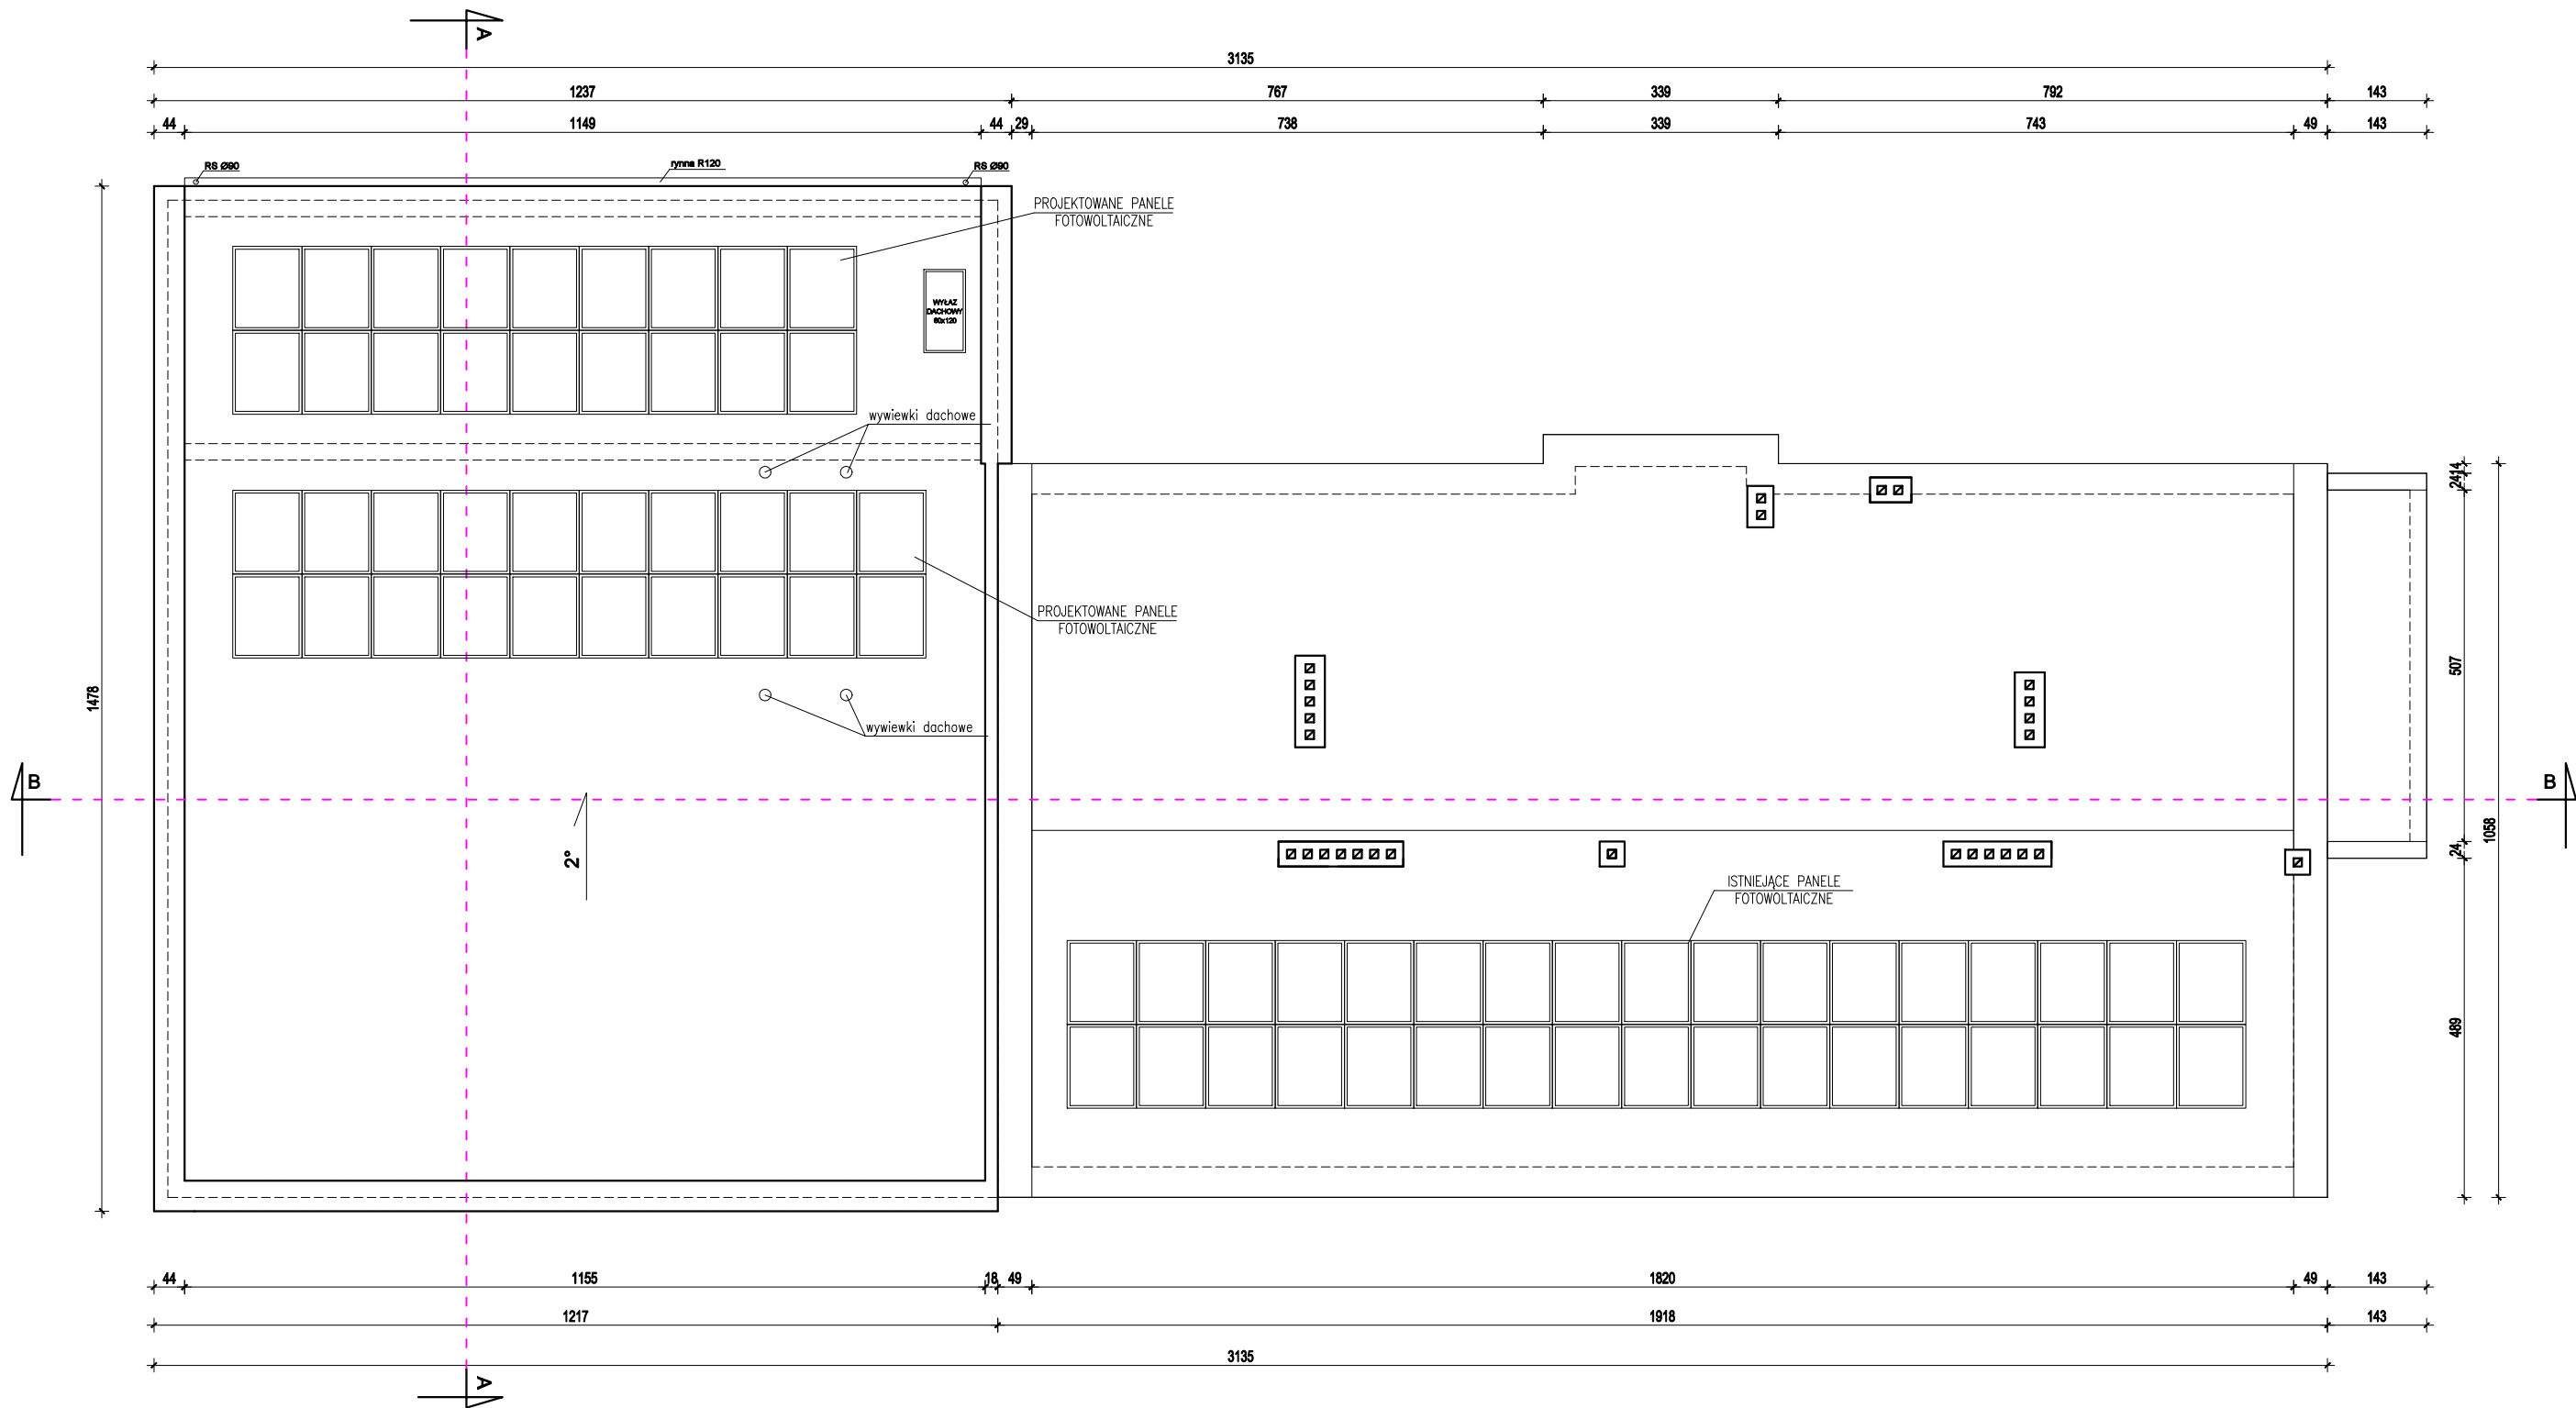 A
3135
1237 767 339 792 143
44 1149 44 29 738 339 743 49 143
RS Ø90 rynna R120 RS Ø90
PROJEKTOWANE PANELE
FOTOWOLTAICZNE
WYŁAZ
DACHOWY
60x120
wywiewki dachowe
2414
PROJEKTOWANE PANELE
FOTOWOLTAICZNE
507
1478
wywiewki dachowe
B B
1058
2°
24
ISTNIEJĄCE PANELE
FOTOWOLTAICZNE
489
44 1155 18 49 1820 49 143
1217 1918 143
3135
A